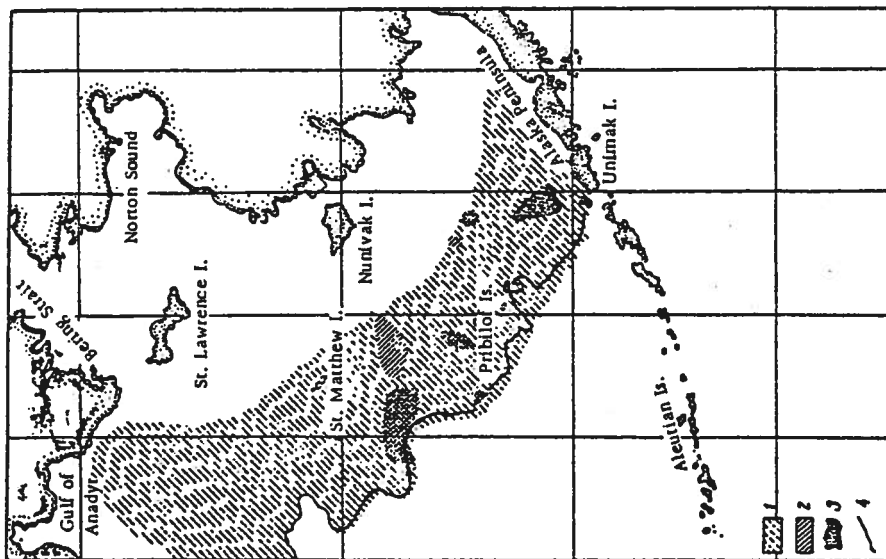 Bering Strait
Gulf of
Anadyr
Norton Sound
St. Lawrence I.
Nunivak I.
St. Matthew I.
Pribilof Is.
Alaska Peninsula
Unimak I.
Aleutian Is.
1
2
3
4